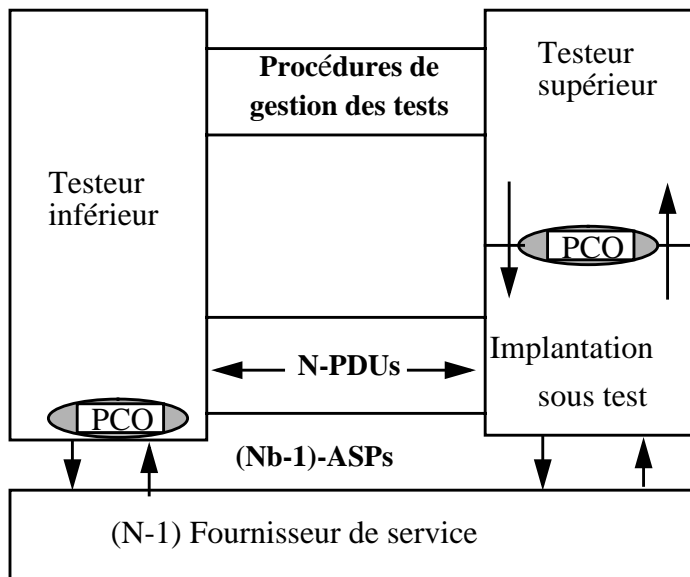 Procédures de
gestion des tests
Testeur
supérieur
Testeur
inférieur
PCO
N-PDUs
Implantation
sous test
PCO
(Nb-1)-ASPs
(N-1) Fournisseur de service